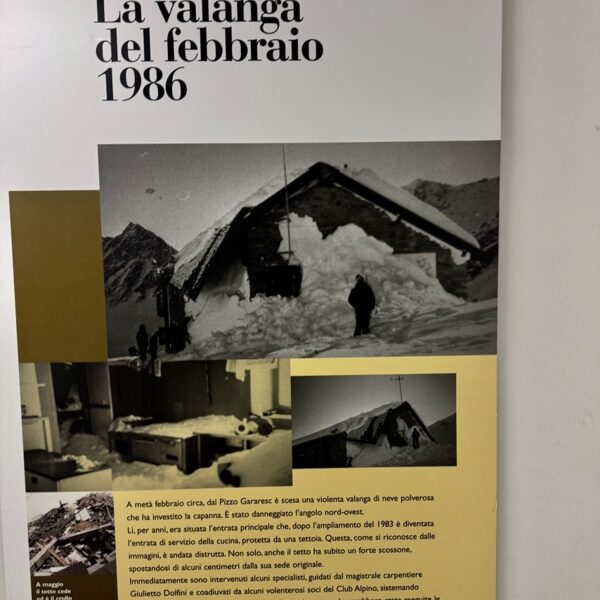 La valanga
del febbraio
1986
A metà febbraio circa, dal Pizzo Gararesc è scesa una violenta valanga di neve polverosa
che ha investito la capanna. È stato danneggiato l'angolo nord-ovest.
Lì, per anni, era situata l'entrata principale che, dopo l'ampliamento del 1983 è diventata
l'entrata di servizio della cucina, protetta da una tettoia. Questa, come si riconosce dalle
immagini, è andata distrutta. Non solo, anche il tetto ha subito un forte scossone,
spostandosi di alcuni centimetri dalla sua sede originale.
Immediatamente sono intervenuti alcuni specialisti, guidati dal magistrale carpentiere
Giulietto Dolfini e coadiuvati da alcuni volenterosi soci del Club Alpino, sistemando
A maggio
il tetto cede
ed è il crollo